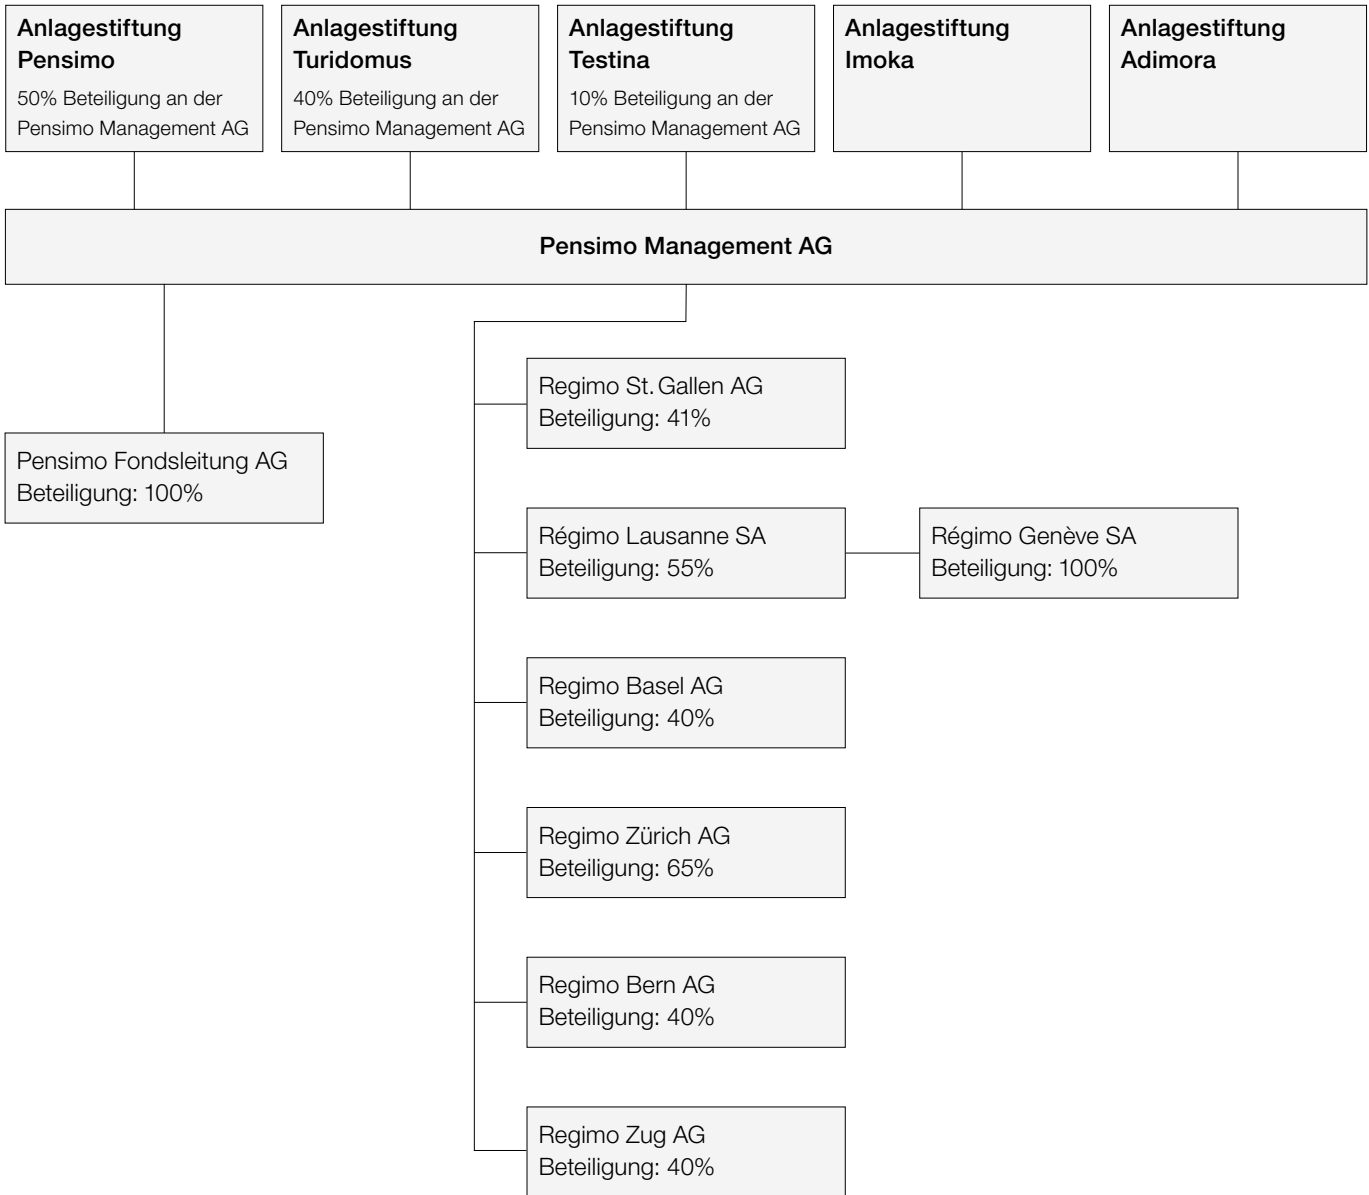 Anlagestiftung
Pensimo
50% Beteiligung an der
Pensimo Management AG
Anlagestiftung
Turidomus
40% Beteiligung an der
Pensimo Management AG
Anlagestiftung
Testina
10% Beteiligung an der
Pensimo Management AG
Anlagestiftung
Imoka
Anlagestiftung
Adimora
Pensimo Management AG
Regimo St. Gallen AG
Beteiligung: 41%
Pensimo Fondsleitung AG
Beteiligung: 100%
Régimo Lausanne SA
Beteiligung: 55%
Régimo Genève SA
Beteiligung: 100%
Regimo Basel AG
Beteiligung: 40%
Regimo Zürich AG
Beteiligung: 65%
Regimo Bern AG
Beteiligung: 40%
Regimo Zug AG
Beteiligung: 40%